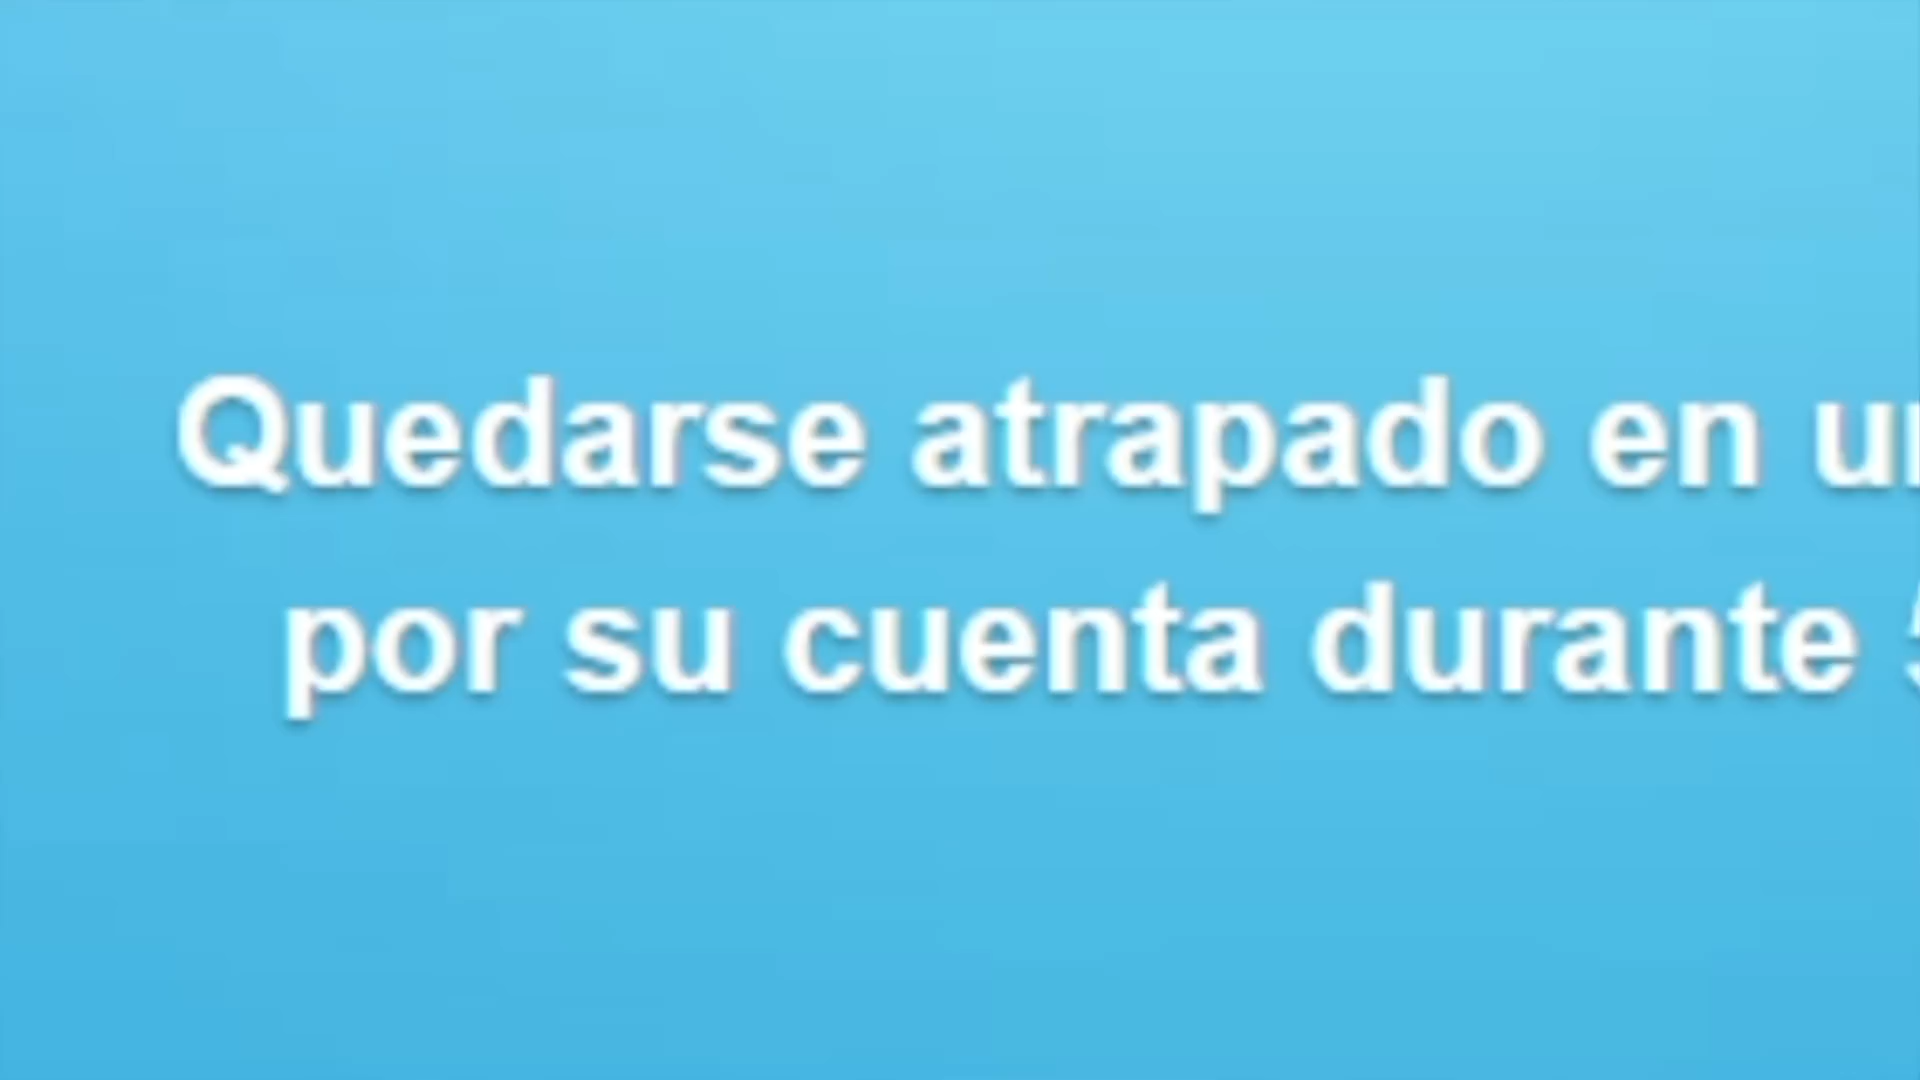 Quedarse atrapado en
por su cuenta durante